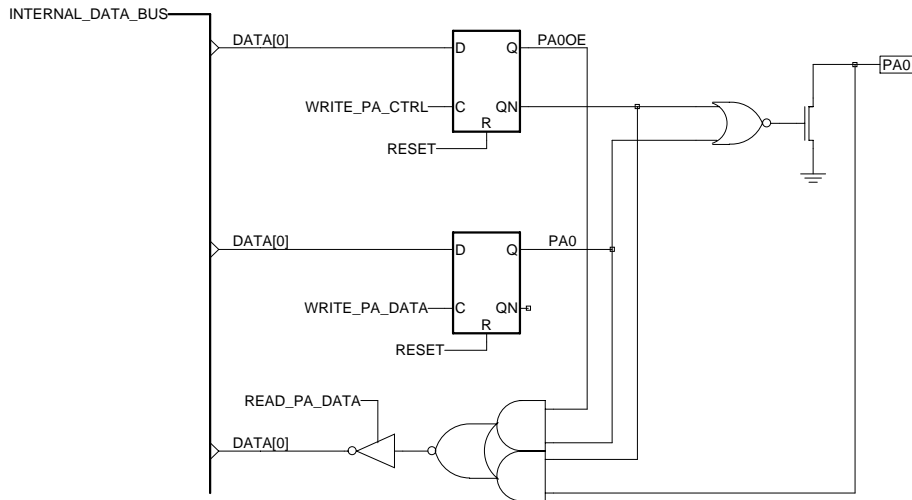 INTERNAL_DATA_BUS
DATA[0]
D
Q
PA0OE
PA0
WRITE_PA_CTRL
C
QN
R
RESET
DATA[0]
D
Q
PA0
WRITE_PA_DATA
C
QN
R
RESET
READ_PA_DATA
DATA[0]